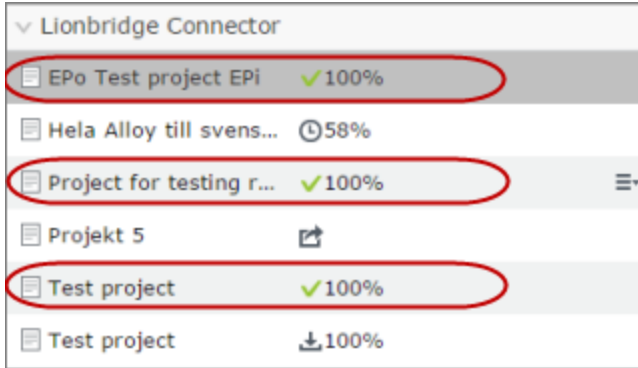 Lionbridge Connector
EPo Test project EPi 100%
Hela Alloy till svens... 58%
Project for testing r... 100%
Projekt 5
Test project 100%
Test project 100%